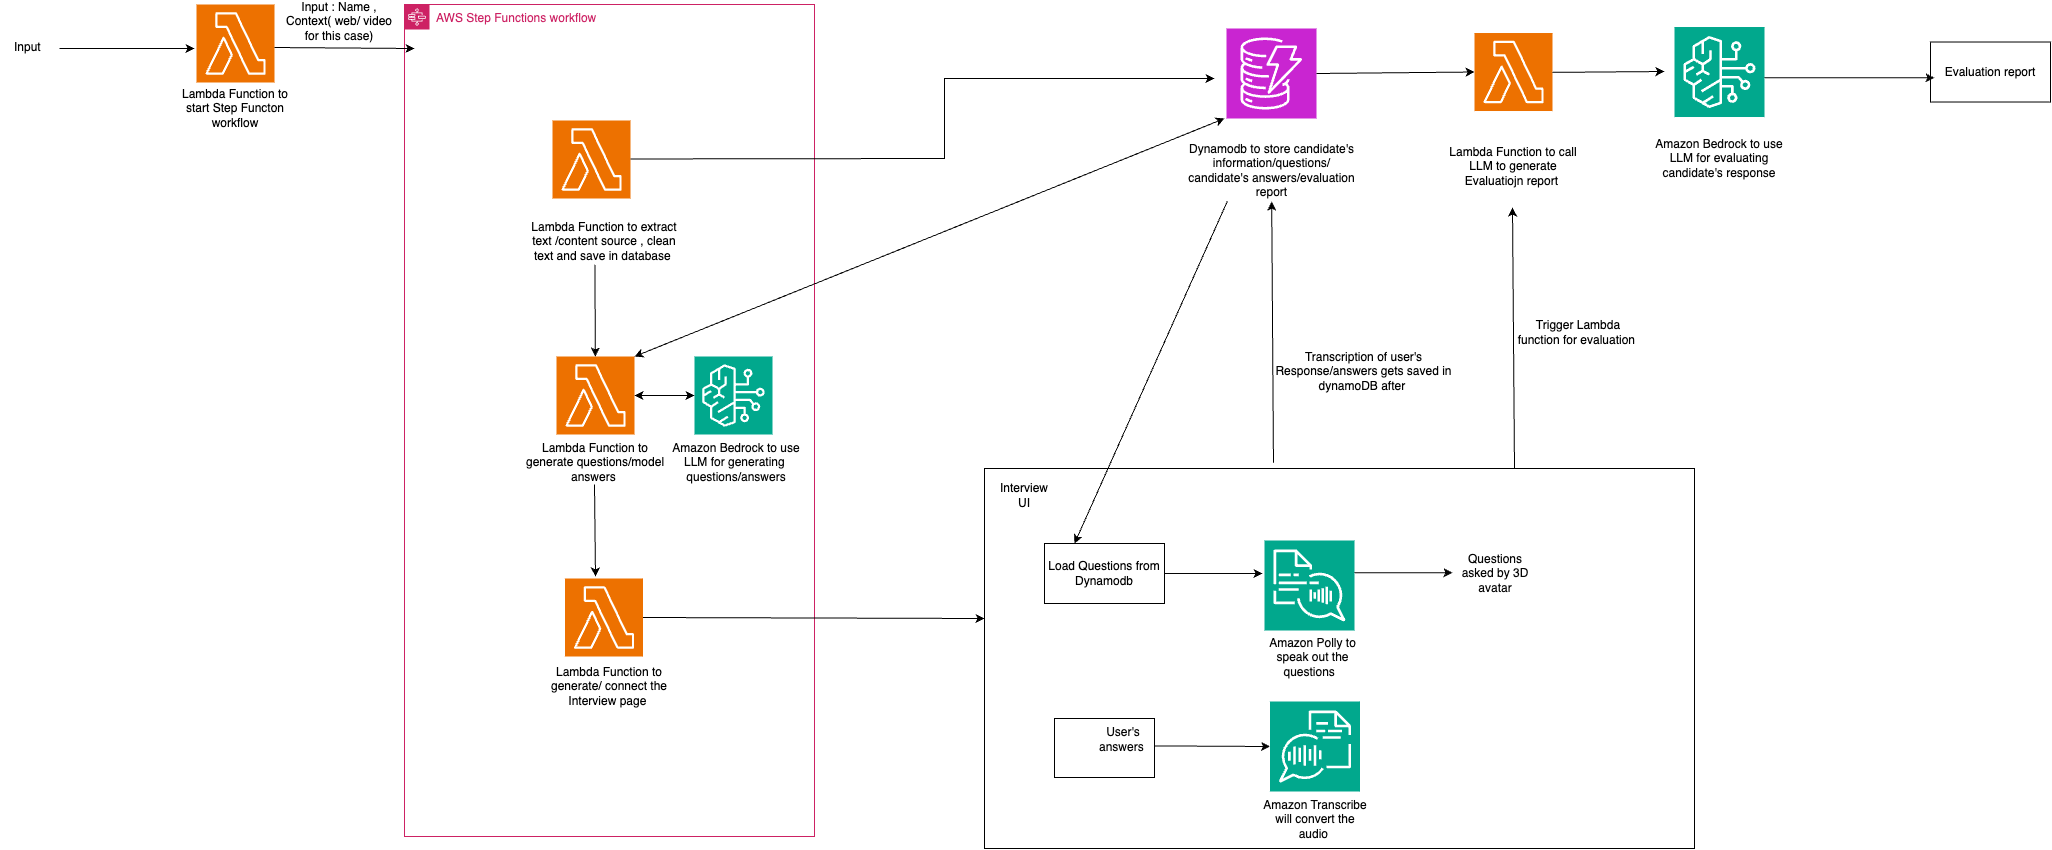 Input
Input : Name ,
Context( web/ video
for this case)
Lambda Function to
start Step Functon
workflow
AWS Step Functions workflow
Lambda Function to extract
text /content source , clean
text and save in database
Lambda Function to
generate questions/model
answers
Amazon Bedrock to use
LLM for generating
questions/answers
Lambda Function to
generate/ connect the
Interview page
Dynamodb to store candidate's
information/questions/
candidate's answers/evaluation
report
Lambda Function to call
LLM to generate
Evaluatiojn report
Amazon Bedrock to use
LLM for evaluating
candidate's response
Evaluation report
Trigger Lambda
function for evaluation
Transcription of user's
Response/answers gets saved in
dynamoDB after
Interview
UI
Load Questions from
Dynamodb
Amazon Polly to
speak out the
questions
Questions
asked by 3D
avatar
User's
answers
Amazon Transcribe
will convert the
audio